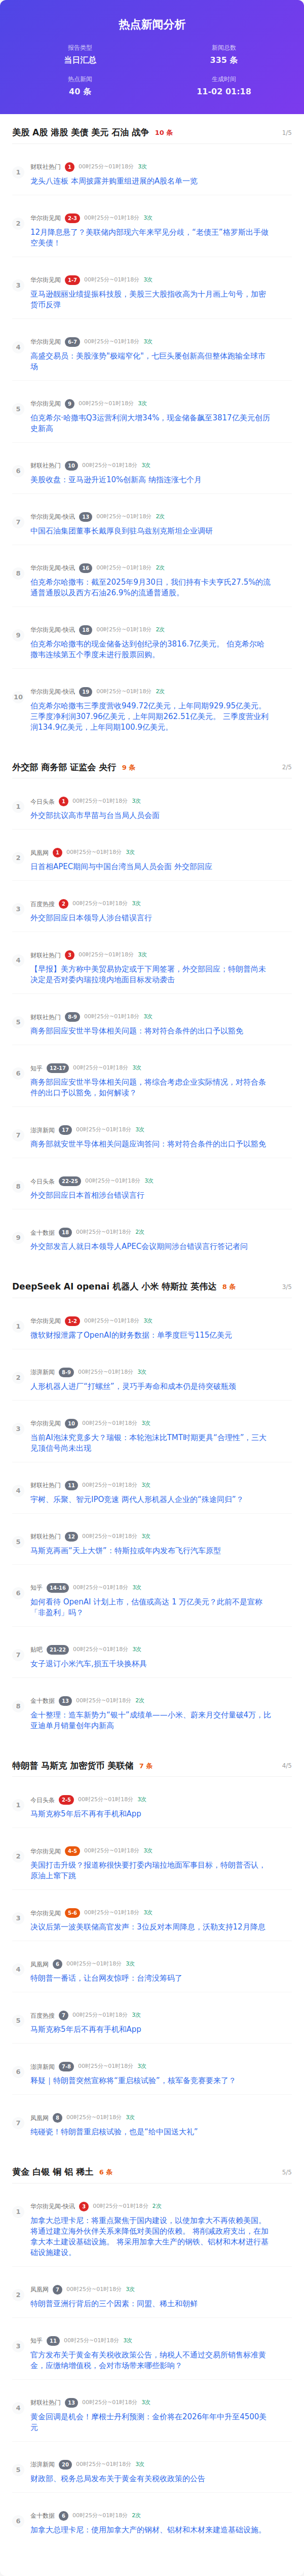 热点新闻分析
报告类型
当日汇总
新闻总数
335 条
热点新闻
40 条
生成时间
11-02 01:18
美股 A股 港股 美债 美元 石油 战争 10 条 1/5
1
财联社热门 1 00时25分~01时18分 3次
龙头八连板 本周披露并购重组进展的A股名单一览
2
华尔街见闻 2-3 00时25分~01时18分 3次
12月降息悬了？美联储内部现六年来罕见分歧，“老债王”格罗斯出手做
空美债！
3
华尔街见闻 1-7 00时25分~01时18分 3次
亚马逊靓丽业绩提振科技股，美股三大股指收高为十月画上句号，加密
货币反弹
4
华尔街见闻 6-7 00时25分~01时18分 3次
高盛交易员：美股涨势"极端窄化"，七巨头屡创新高但整体跑输全球市
场
5
华尔街见闻 9 00时25分~01时18分 3次
伯克希尔·哈撒韦Q3运营利润大增34%，现金储备飙至3817亿美元创历
史新高
6
财联社热门 10 00时25分~01时18分 3次
美股收盘：亚马逊升近10%创新高 纳指连涨七个月
7
华尔街见闻-快讯 13 00时25分~01时18分 2次
中国石油集团董事长戴厚良到驻乌兹别克斯坦企业调研
8
华尔街见闻-快讯 16 00时25分~01时18分 2次
伯克希尔哈撒韦：截至2025年9月30日，我们持有卡夫亨氏27.5%的流
通普通股以及西方石油26.9%的流通普通股。
9
华尔街见闻-快讯 18 00时25分~01时18分 2次
伯克希尔哈撒韦的现金储备达到创纪录的3816.7亿美元。 伯克希尔哈
撒韦连续第五个季度未进行股票回购。
10
华尔街见闻-快讯 19 00时25分~01时18分 2次
伯克希尔哈撒韦三季度营收949.72亿美元，上年同期929.95亿美元。
三季度净利润307.96亿美元，上年同期262.51亿美元。 三季度营业利
润134.9亿美元，上年同期100.9亿美元。
外交部 商务部 证监会 央行 9 条 2/5
1
今日头条 1 00时25分~01时18分 3次
外交部抗议高市早苗与台当局人员会面
2
凤凰网 1 00时25分~01时18分 3次
日首相APEC期间与中国台湾当局人员会面 外交部回应
3
百度热搜 2 00时25分~01时18分 3次
外交部回应日本领导人涉台错误言行
4
财联社热门 3 00时25分~01时18分 3次
【早报】美方称中美贸易协定或于下周签署，外交部回应；特朗普尚未
决定是否对委内瑞拉境内地面目标发动袭击
5
财联社热门 8-9 00时25分~01时18分 3次
商务部回应安世半导体相关问题：将对符合条件的出口予以豁免
6
知乎 12-17 00时25分~01时18分 3次
商务部回应安世半导体相关问题，将综合考虑企业实际情况，对符合条
件的出口予以豁免，如何解读？
7
澎湃新闻 17 00时25分~01时18分 3次
商务部就安世半导体相关问题应询答问：将对符合条件的出口予以豁免
8
今日头条 22-25 00时25分~01时18分 3次
外交部回应日本首相涉台错误言行
9
金十数据 18 00时25分~01时18分 2次
外交部发言人就日本领导人APEC会议期间涉台错误言行答记者问
DeepSeek AI openai 机器人 小米 特斯拉 英伟达 8 条 3/5
1
华尔街见闻 1-2 00时25分~01时18分 3次
微软财报泄露了OpenAI的财务数据：单季度巨亏115亿美元
2
澎湃新闻 8-9 00时25分~01时18分 3次
人形机器人进厂“打螺丝”，灵巧手寿命和成本仍是待突破瓶颈
3
华尔街见闻 10 00时25分~01时18分 3次
当前AI泡沫究竟多大？瑞银：本轮泡沫比TMT时期更具“合理性”，三大
见顶信号尚未出现
4
财联社热门 11 00时25分~01时18分 3次
宇树、乐聚、智元IPO竞速 两代人形机器人企业的“殊途同归”？
5
财联社热门 12 00时25分~01时18分 3次
马斯克再画“天上大饼”：特斯拉或年内发布飞行汽车原型
6
知乎 14-16 00时25分~01时18分 3次
如何看待 OpenAI 计划上市，估值或高达 1 万亿美元？此前不是宣称
「非盈利」吗？
7
贴吧 21-22 00时25分~01时18分 3次
女子退订小米汽车,损五千块换杯具
8
金十数据 13 00时25分~01时18分 2次
金十整理：造车新势力“银十”成绩单——小米、蔚来月交付量破4万，比
亚迪单月销量创年内新高
特朗普 马斯克 加密货币 美联储 7 条 4/5
1
今日头条 2-5 00时25分~01时18分 3次
马斯克称5年后不再有手机和App
2
华尔街见闻 4-5 00时25分~01时18分 3次
美国打击升级？报道称很快要打委内瑞拉地面军事目标，特朗普否认，
原油上窜下跳
3
华尔街见闻 5-6 00时25分~01时18分 3次
决议后第一波美联储高官发声：3位反对本周降息，沃勒支持12月降息
4
凤凰网 6 00时25分~01时18分 3次
特朗普一番话，让台网友惊呼：台湾没筹码了
5
百度热搜 7 00时25分~01时18分 3次
马斯克称5年后不再有手机和App
6
澎湃新闻 7-8 00时25分~01时18分 3次
释疑｜特朗普突然宣称将“重启核试验”，核军备竞赛要来了？
7
凤凰网 8 00时25分~01时18分 3次
纯碰瓷！特朗普重启核试验，也是“给中国送大礼”
黄金 白银 铜 铝 稀土 6 条 5/5
1
华尔街见闻-快讯 3 00时25分~01时18分 2次
加拿大总理卡尼：将重点聚焦于国内建设，以使加拿大不再依赖美国。
将通过建立海外伙伴关系来降低对美国的依赖。 将削减政府支出，在加
拿大本土建设基础设施。 将采用加拿大生产的钢铁、铝材和木材进行基
础设施建设。
2
凤凰网 7 00时25分~01时18分 3次
特朗普亚洲行背后的三个因素：同盟、稀土和朝鲜
3
知乎 11 00时25分~01时18分 3次
官方发布关于黄金有关税收政策公告，纳税人不通过交易所销售标准黄
金，应缴纳增值税，会对市场带来哪些影响？
4
财联社热门 13 00时25分~01时18分 3次
黄金回调是机会！摩根士丹利预测：金价将在2026年年中升至4500美
元
5
澎湃新闻 20 00时25分~01时18分 3次
财政部、税务总局发布关于黄金有关税收政策的公告
6
金十数据 6 00时25分~01时18分 2次
加拿大总理卡尼：使用加拿大产的钢材、铝材和木材来建造基础设施。